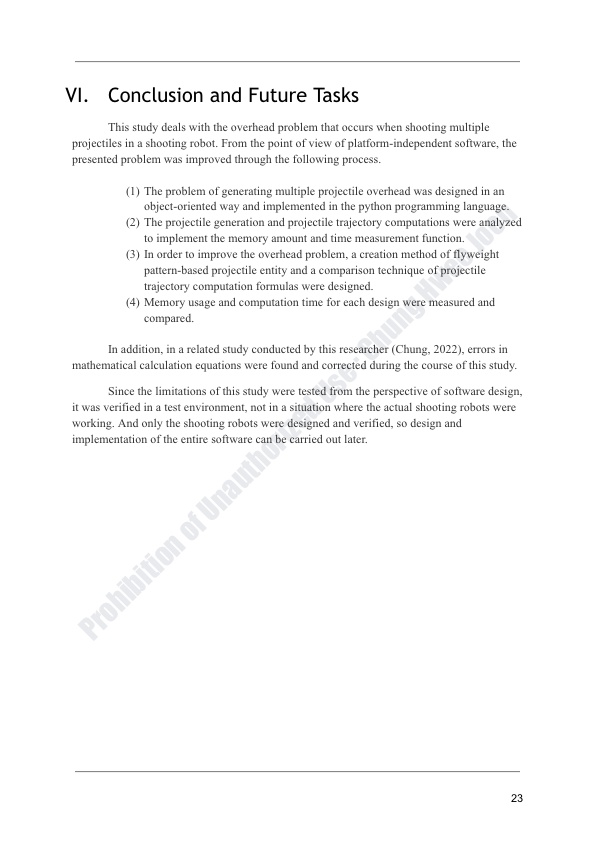 VI. Conclusion and Future Tasks
This study deals with the overhead problem that occurs when shooting multiple
projectiles in a shooting robot. From the point of view of platform-independent software, the
presented problem was improved through the following process.
(1) The problem of generating multiple projectile overhead was designed in an
object-oriented way and implemented in the python programming language.
(2) The projectile generation and projectile trajectory computations were analyzed
to implement the memory amount and time measurement function.
(3) In order to improve the overhead problem, a creation method of flyweight
pattern-based projectile entity and a comparison technique of projectile
trajectory computation formulas were designed.
(4) Memory usage and computation time for each design were measured and
compared.
In addition, in a related study conducted by this researcher (Chung, 2022), errors in
mathematical calculation equations were found and corrected during the course of this study.
Since the limitations of this study were tested from the perspective of software design,
it was verified in a test environment, not in a situation where the actual shooting robots were
working. And only the shooting robots were designed and verified, so design and
implementation of the entire software can be carried out later.
23